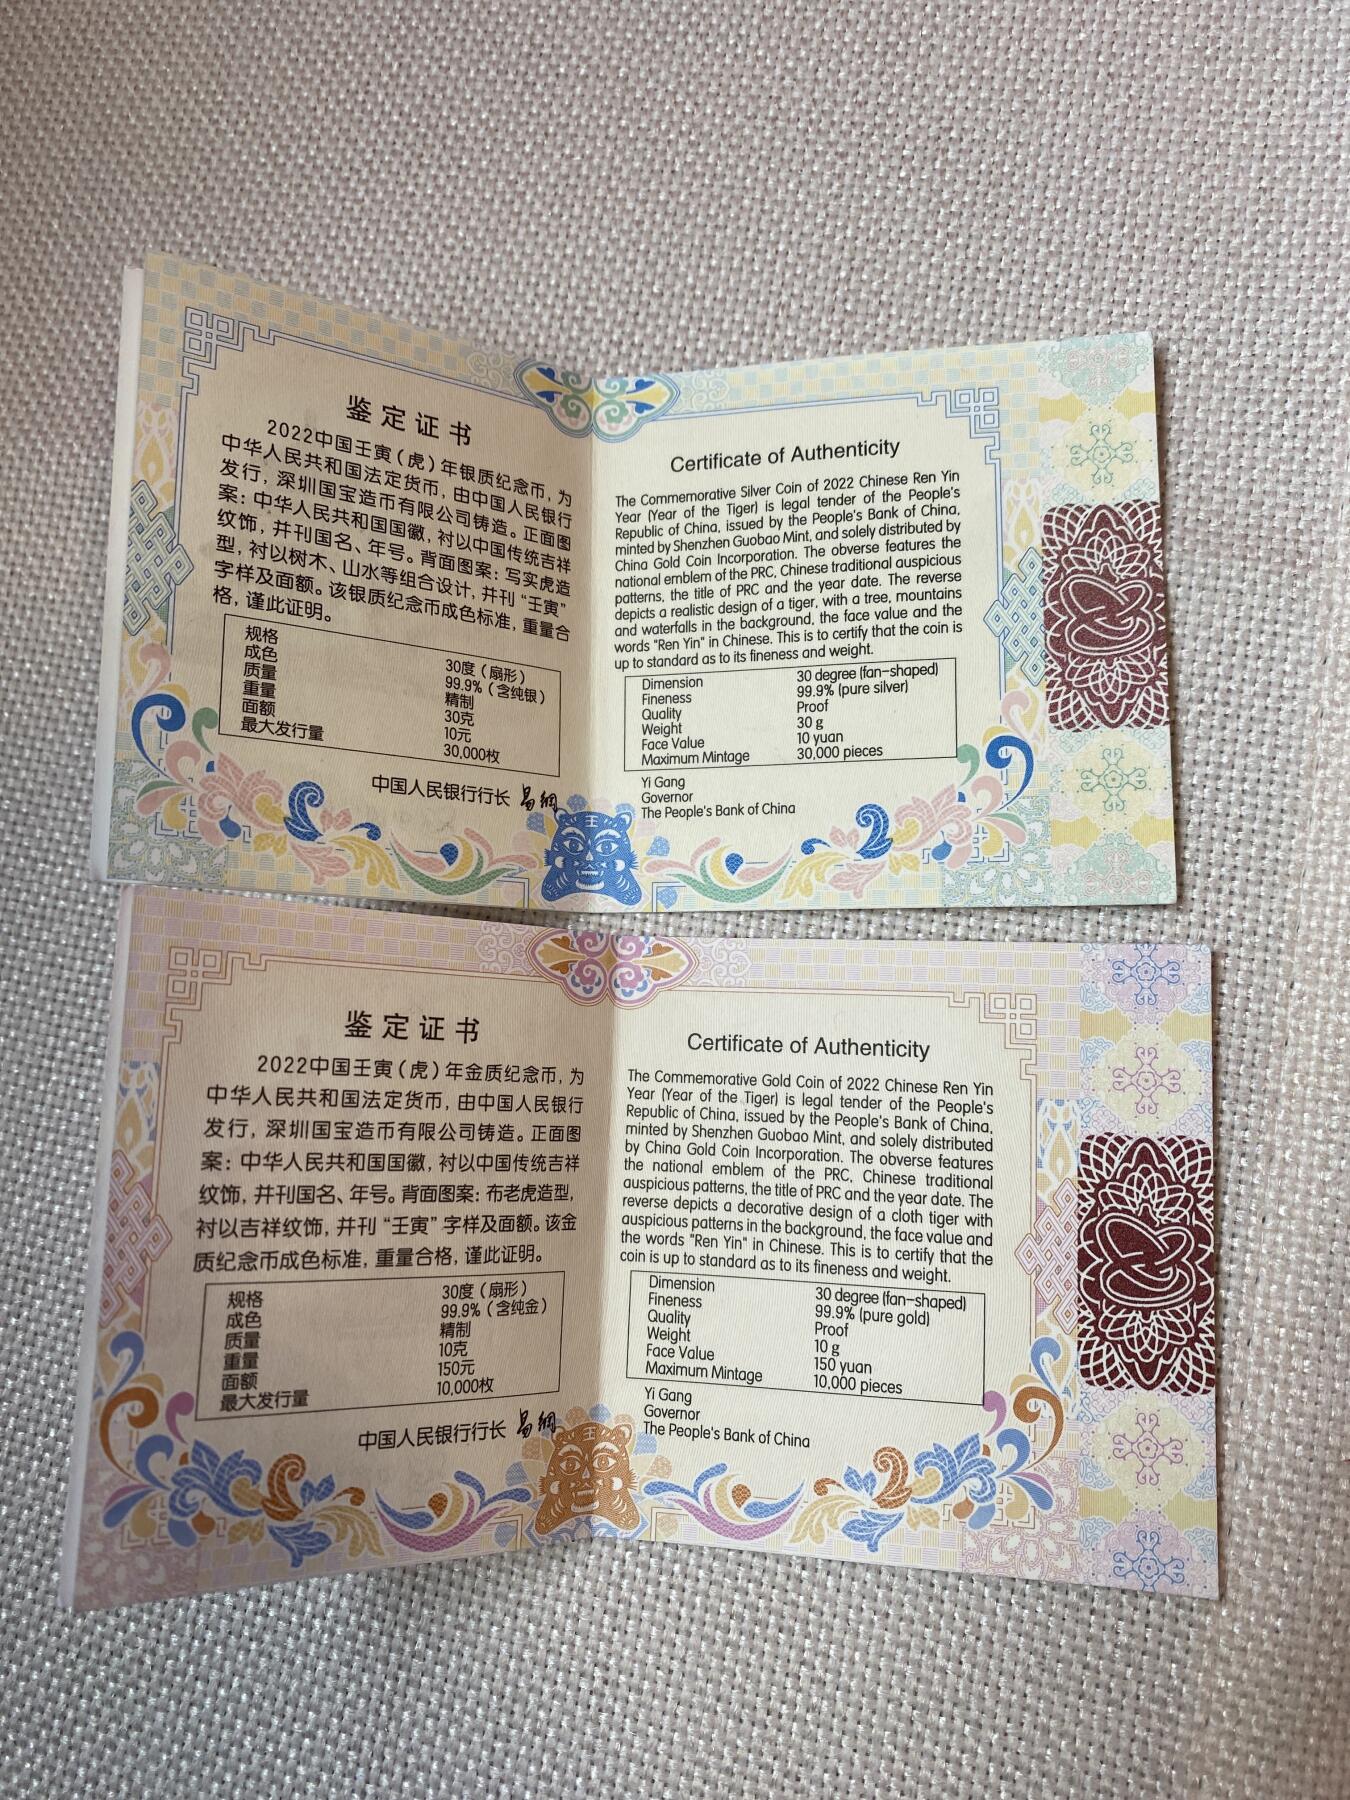 鉴定证书
2022中国壬寅（虎）年银质纪念币，为
中华人民共和国法定货币，由中国人民银行
发行，深圳国宝造币有限公司铸造。正面图
案：中华人民共和国国徽，衬以中国传统吉祥
纹饰，并刊国名、年号。背面图案：写实虎造
型，衬以树木、山水等组合设计，并刊“壬寅”
字样及面额。该银质纪念币成色标准，重量合
格，谨此证明。
规格 30度（扇形）
成色 99.9%（含纯银）
质量 精制
重量 30克
面额 10元
最大发行量 30,000枚
中国人民银行行长 易纲
Certificate of Authenticity
The Commemorative Silver Coin of 2022 Chinese Ren Yin
Year (Year of the Tiger) is legal tender of the People's
Republic of China, issued by the People's Bank of China,
minted by Shenzhen Guobao Mint, and solely distributed by
China Gold Coin Incorporation. The obverse features the
national emblem of the PRC, Chinese traditional auspicious
patterns, the title of PRC and the year date. The reverse
depicts a realistic design of a tiger, with a tree, mountains
and waterfalls in the background, the face value and the
words "Ren Yin" in Chinese. This is to certify that the coin is
up to standard as to its fineness and weight.
Dimension 30 degree (fan-shaped)
Fineness 99.9% (pure silver)
Quality Proof
Weight 30 g
Face Value 10 yuan
Maximum Mintage 30,000 pieces
Yi Gang
Governor
The People's Bank of China
王
鉴定证书
2022中国壬寅（虎）年金质纪念币，为
中华人民共和国法定货币，由中国人民银行
发行，深圳国宝造币有限公司铸造。正面图
案：中华人民共和国国徽，衬以中国传统吉祥
纹饰，并刊国名、年号。背面图案：布老虎造型，
衬以吉祥纹饰，并刊“壬寅”字样及面额。该金
质纪念币成色标准，重量合格，谨此证明。
规格 30度（扇形）
成色 99.9%（含纯金）
质量 精制
重量 10克
面额 150元
最大发行量 10,000枚
中国人民银行行长 易纲
Certificate of Authenticity
The Commemorative Gold Coin of 2022 Chinese Ren Yin
Year (Year of the Tiger) is legal tender of the People's
Republic of China, issued by the People's Bank of China,
minted by Shenzhen Guobao Mint, and solely distributed
by China Gold Coin Incorporation. The obverse features
the national emblem of the PRC, Chinese traditional
auspicious patterns, the title of PRC and the year date. The
reverse depicts a decorative design of a cloth tiger with
auspicious patterns in the background, the face value and
the words "Ren Yin" in Chinese. This is to certify that the
coin is up to standard as to its fineness and weight.
Dimension 30 degree (fan-shaped)
Fineness 99.9% (pure gold)
Quality Proof
Weight 10 g
Face Value 150 yuan
Maximum Mintage 10,000 pieces
Yi Gang
Governor
The People's Bank of China
王